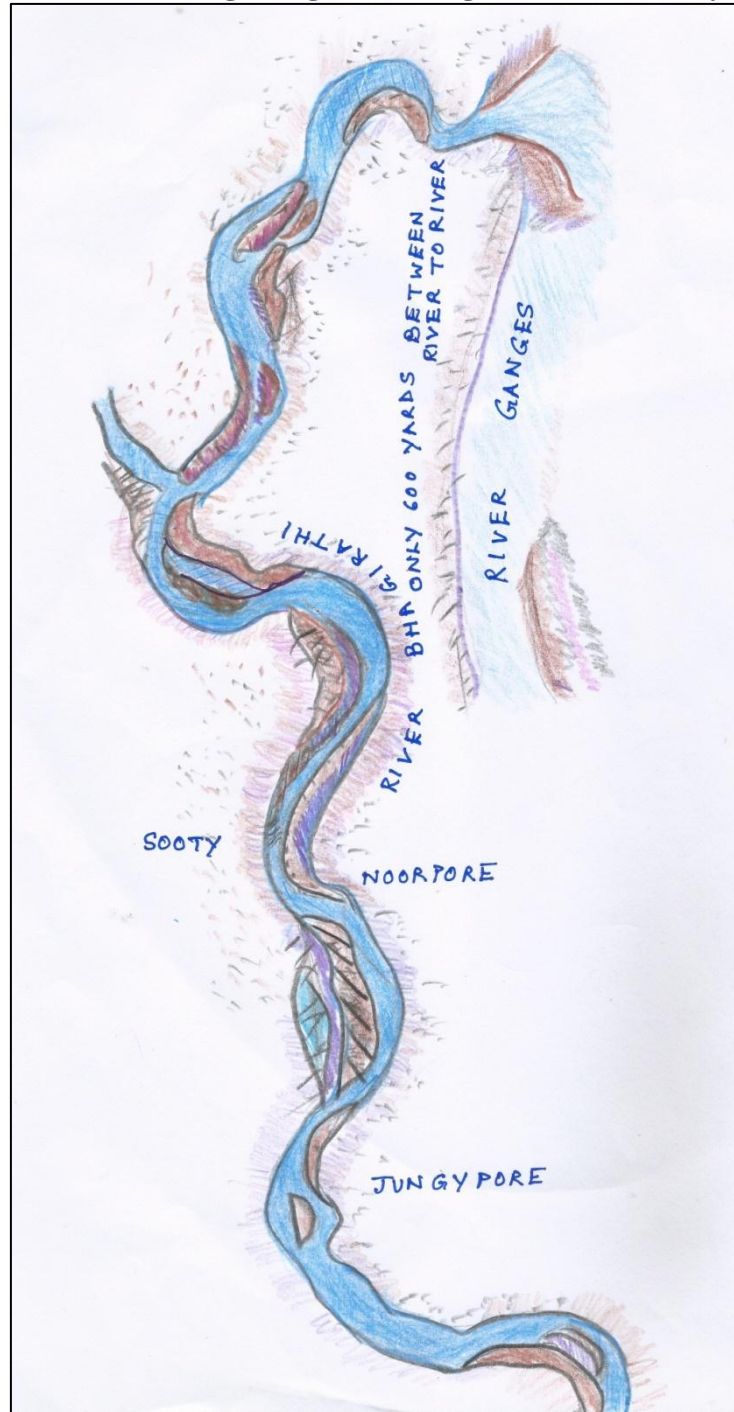 ONLY 600 YARDS BETWEEN
RIVER TO RIVER
RIVER GANGES
RIVER BHAGIRATHI
SOOTY
NOORPORE
JUNGYPORE